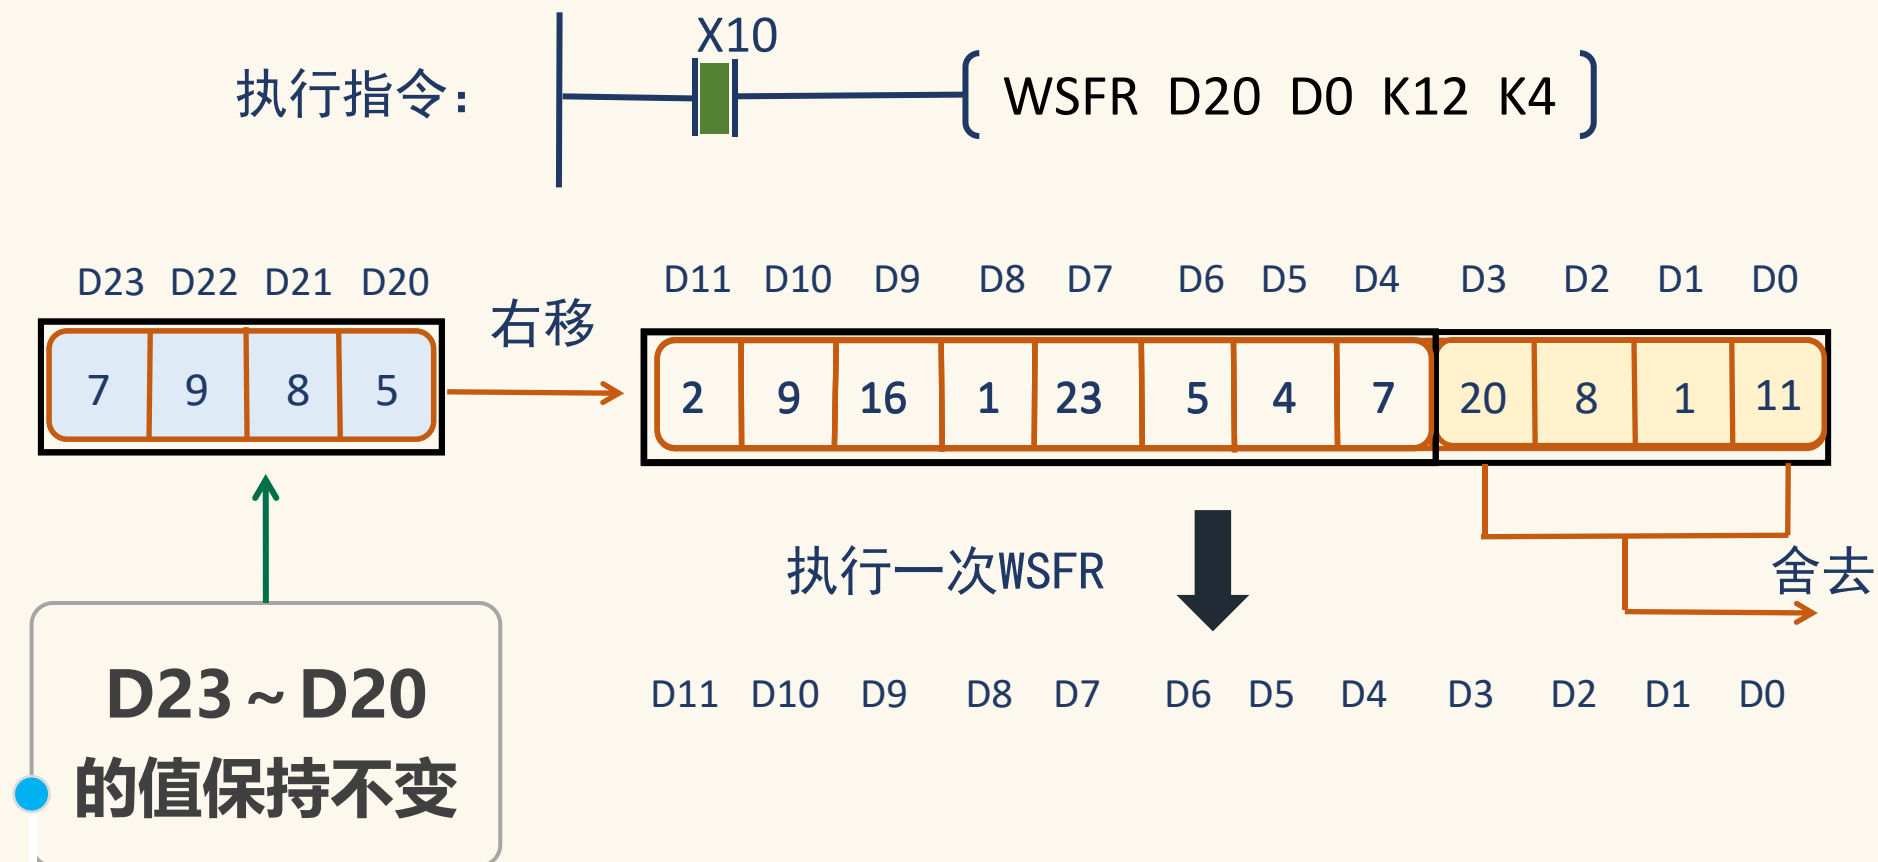 X10
执行指令： WSFR D20 D0 K12 K4
D23 D22 D21 D20
右移
D11 D10 D9 D8 D7 D6 D5 D4 D3 D2 D1 D0
7 9 8 5
2 9 16 1 23 5 4 7 20 8 1 11
执行一次WSFR
舍去
D23～D20
的值保持不变
D11 D10 D9 D8 D7 D6 D5 D4 D3 D2 D1 D0